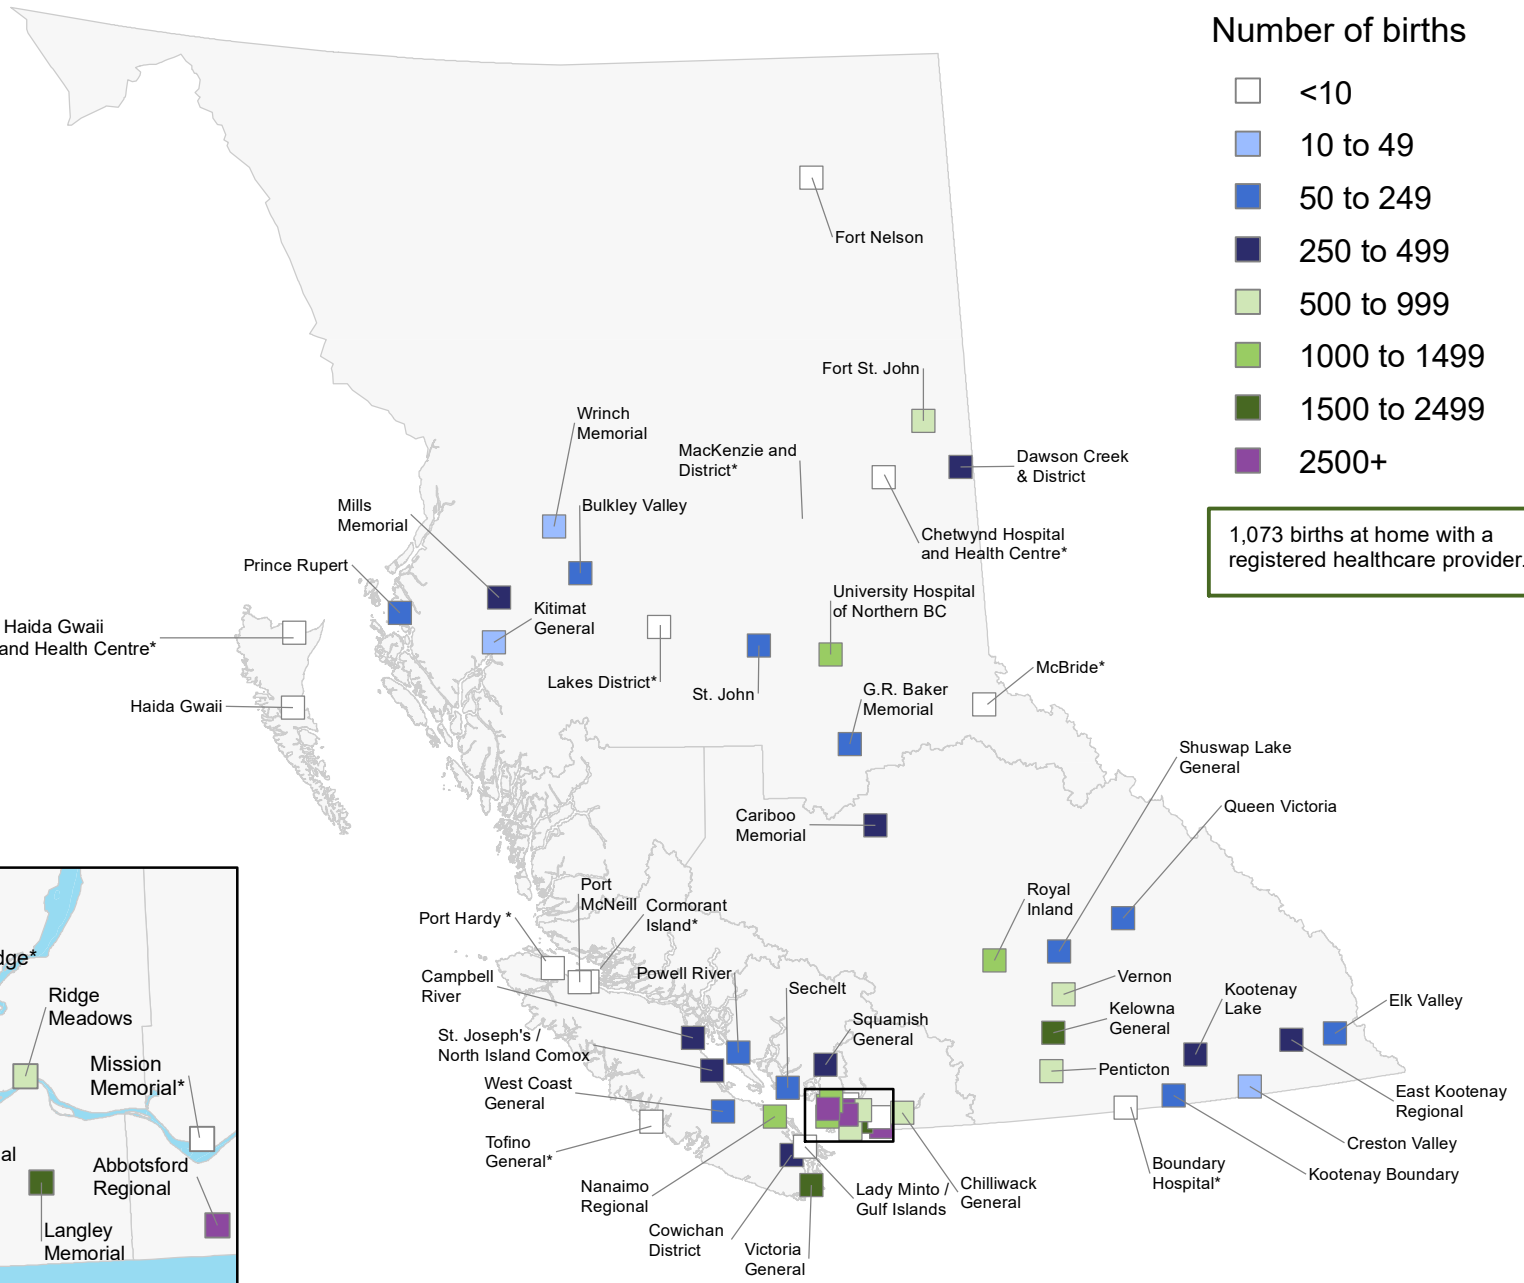 Number of births
<10
10 to 49
50 to 249
250 to 499
500 to 999
1000 to 1499
1500 to 2499
2500+
1,073 births at home with a
registered healthcare provider.
Fort Nelson
Fort St. John
Wrinch
Memorial
MacKenzie and
District*
Dawson Creek
& District
Mills
Memorial
Bulkley Valley
Chetwynd Hospital
and Health Centre*
Prince Rupert
University Hospital
of Northern BC
Kitimat
General
Haida Gwaii
and Health Centre*
McBride*
Lakes District*
St. John
G.R. Baker
Memorial
Haida Gwaii
Shuswap Lake
General
Queen Victoria
Cariboo
Memorial
Port
McNeill
Royal
Inland
Cormorant
Island*
Port Hardy *
Powell River
Campbell
River
Vernon
Sechelt
Kootenay
Lake
Elk Valley
Kelowna
General
Squamish
General
St. Joseph's /
North Island Comox
Penticton
West Coast
General
East Kootenay
Regional
Tofino
General*
Creston Valley
Boundary
Hospital*
Kootenay Boundary
Nanaimo
Regional
Lady Minto /
Gulf Islands
Chilliwack
General
Cowichan
District
Victoria
General
dge*
Ridge
Meadows
Mission
Memorial*
al
Abbotsford
Regional
Langley
Memorial